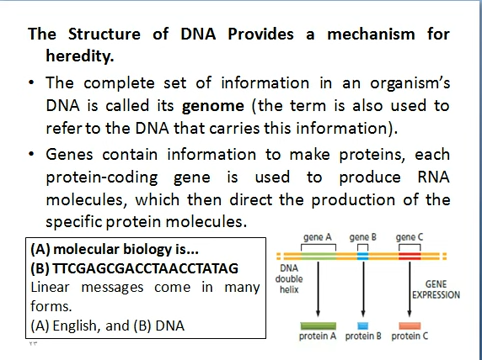 The Structure of DNA Provides a mechanism for
heredity.
• The complete set of information in an organism's
DNA is called its genome (the term is also used to
refer to the DNA that carries this information).
• Genes contain information to make proteins, each
protein-coding gene is used to produce RNA
molecules, which then direct the production of the
specific protein molecules.
(A) molecular biology is...
(B) TTCGAGCGACCTAACCTATAG
Linear messages come in many
forms.
(A) English, and (B) DNA
gene A gene B gene C
DNA
double
helix
GENE
EXPRESSION
protein A protein B protein C